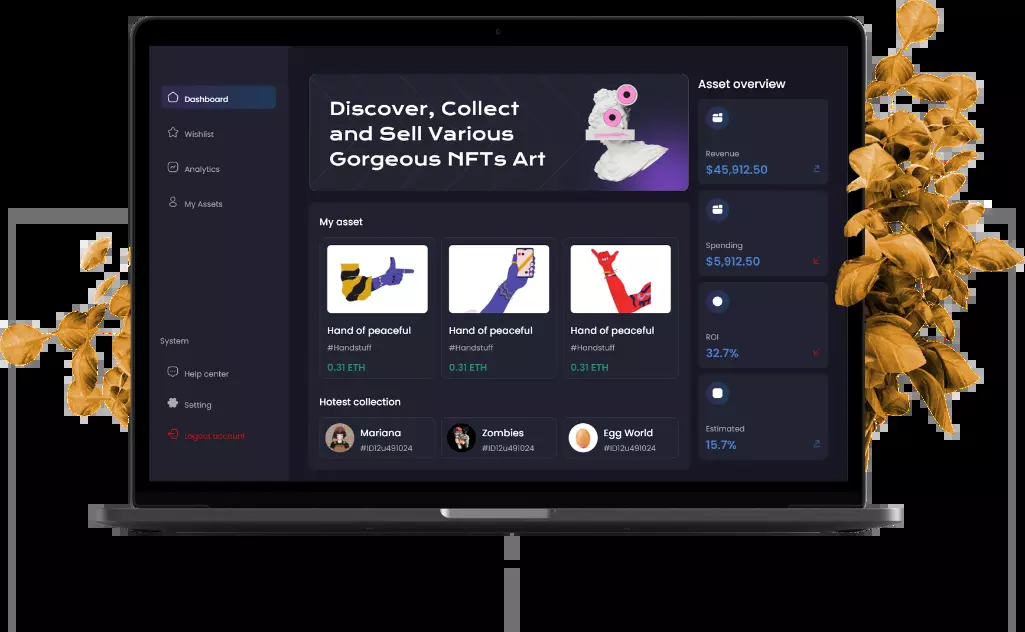 Dashboard
Wishlist
Analytics
My Assets
System
Help center
Setting
Logout account
Discover, Collect
and Sell Various
Gorgeous NFTs Art
My asset
Hand of peaceful
#Handstuff
0.31 ETH
Hand of peaceful
#Handstuff
0.31 ETH
Hand of peaceful
#Handstuff
0.31 ETH
Hotest collection
Mariana
#ID12u491024
Zombies
#ID12u491024
Egg World
#ID12u491024
Asset overview
Revenue
$45,912.50
Spending
$5,912.50
ROI
32.7%
Estimated
15.7%